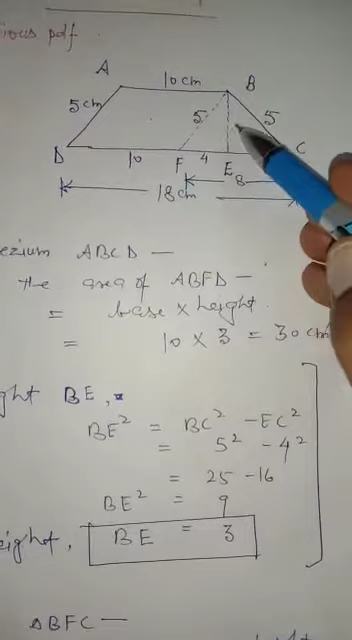 ious pdf.
A 10 cm B
5 cm 5 5
D 10 F 4 E C
8
18 cm
ezium ABCD —
the area of ABFD —
= base × height.
= 10 × 3 = 30 cm
ght BE,
BE² = BC² - EC²
= 5² - 4²
= 25 - 16
BE² = 9
eight, BE = 3
ΔBFC —